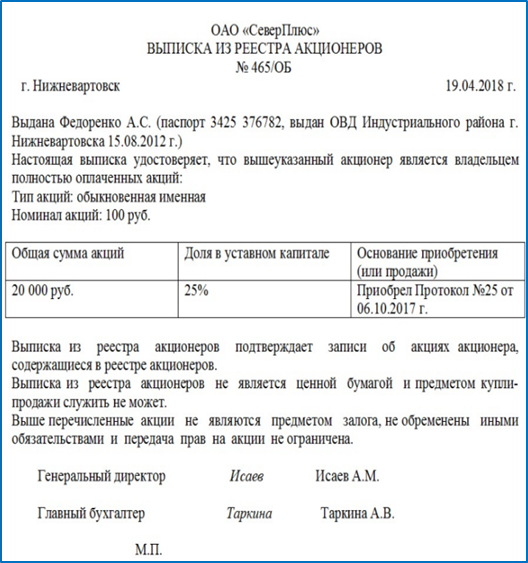 ОАО «СеверПлюс»
ВЫПИСКА ИЗ РЕЕСТРА АКЦИОНЕРОВ
№ 465/ОБ
г. Нижневартовск 19.04.2018 г.
Выдана Федоренко А.С. (паспорт 3425 376782, выдан ОВД Индустриального района г.
Нижневартовска 15.08.2012 г.)
Настоящая выписка удостоверяет, что вышеуказанный акционер является владельцем
полностью оплаченных акций:
Тип акций: обыкновенная именная
Номинал акций: 100 руб.
Общая сумма акций Доля в уставном капитале Основание приобретения
(или продажи)
20 000 руб. 25% Приобрел Протокол №25 от
06.10.2017 г.
Выписка из реестра акционеров подтверждает записи об акциях акционера,
содержащиеся в реестре акционеров.
Выписка из реестра акционеров не является ценной бумагой и предметом купли-
продажи служить не может.
Выше перечисленные акции не являются предметом залога, не обременены иными
обязательствами и передача прав на акции не ограничена.
Генеральный директор Исаев Исаев А.М.
Главный бухгалтер Таркина Таркина А.В.
М.П.